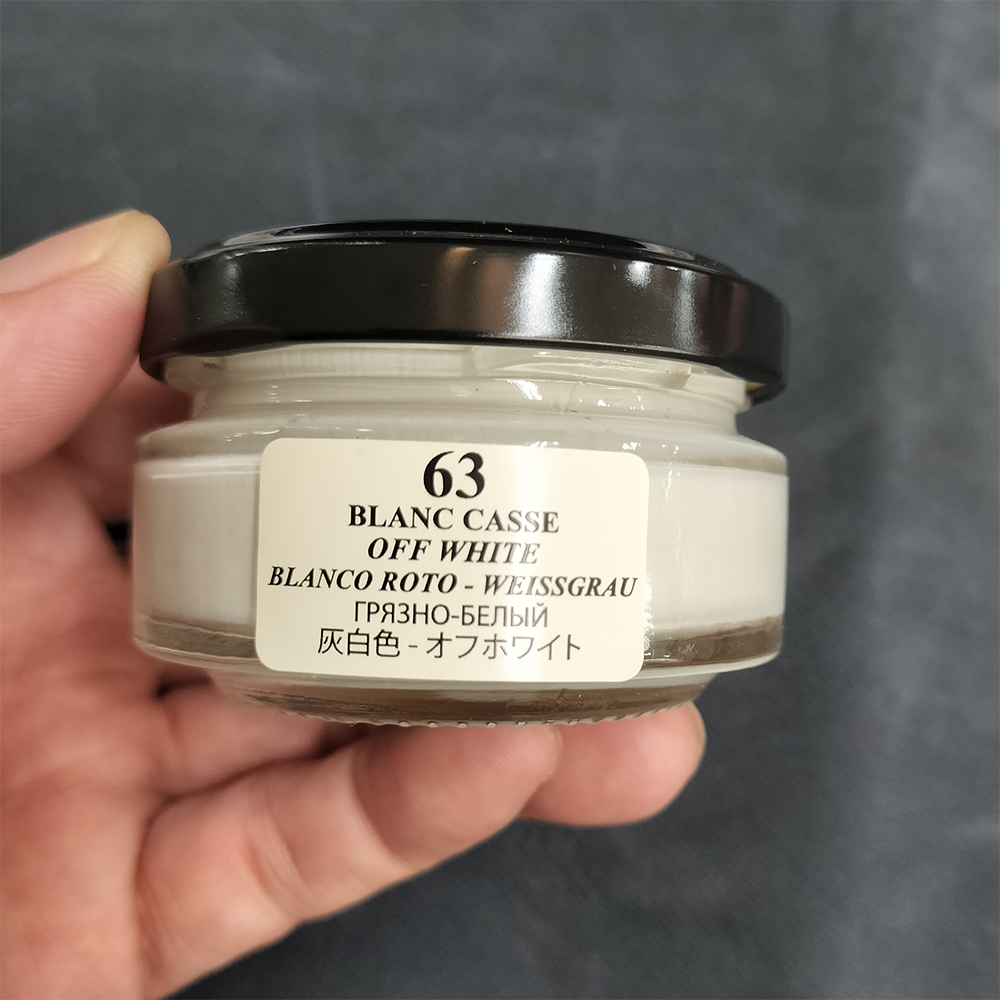 63
BLANC CASSE
OFF WHITE
BLANCO ROTO - WEISSGRAU
ГРЯЗНО-БЕЛЫЙ
灰白色 - オフホワイト